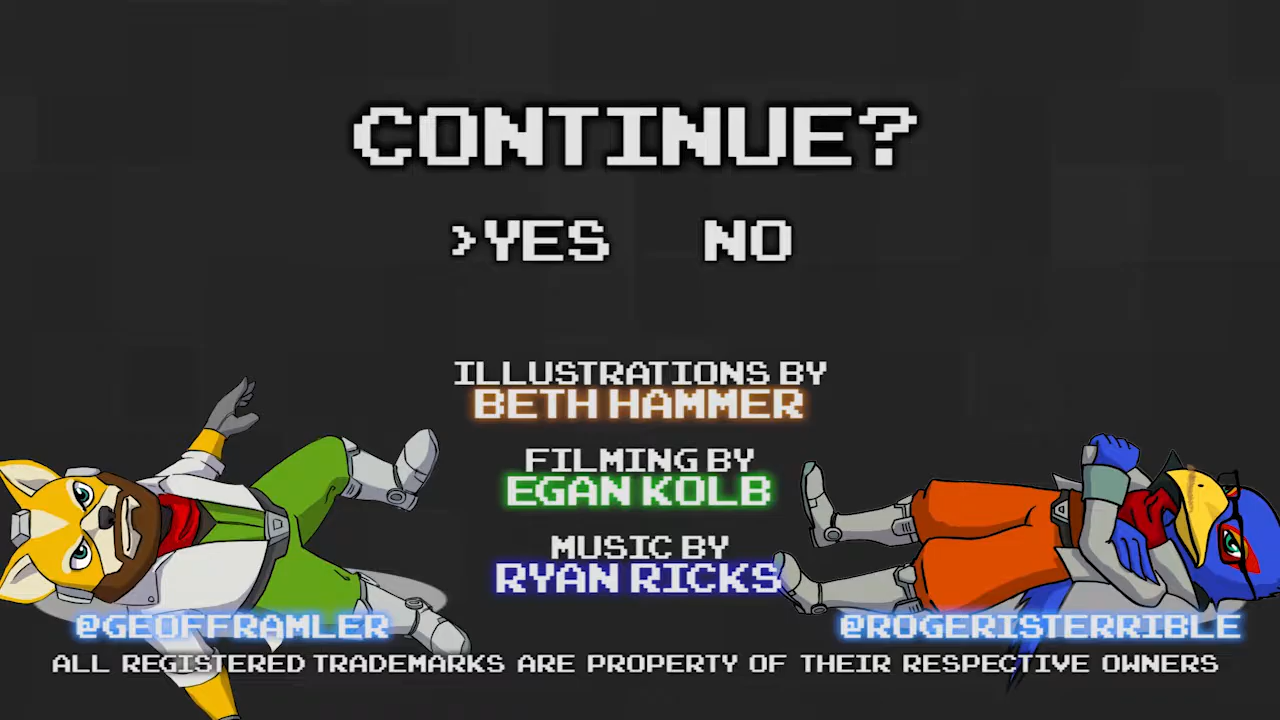 CONTINUE?
>YES NO
ILLUSTRATIONS BY
BETH HAMMER
FILMING BY
EGAN KOLB
MUSIC BY
RYAN RICKS
@GEOFFRAMLER
@ROGERISTERRIBLE
ALL REGISTERED TRADEMARKS ARE PROPERTY OF THEIR RESPECTIVE OWNERS